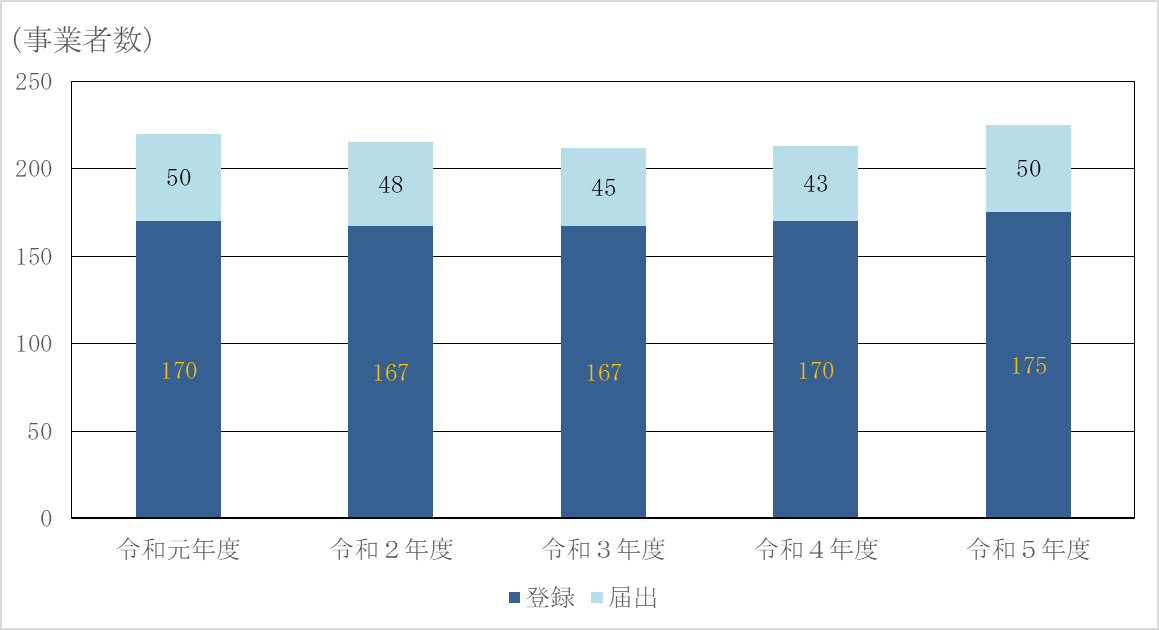 (事業者数)
250
200
150
100
50
0
50
48
45
43
50
170
167
167
170
175
令和元年度
令和２年度
令和３年度
令和４年度
令和５年度
登録
届出